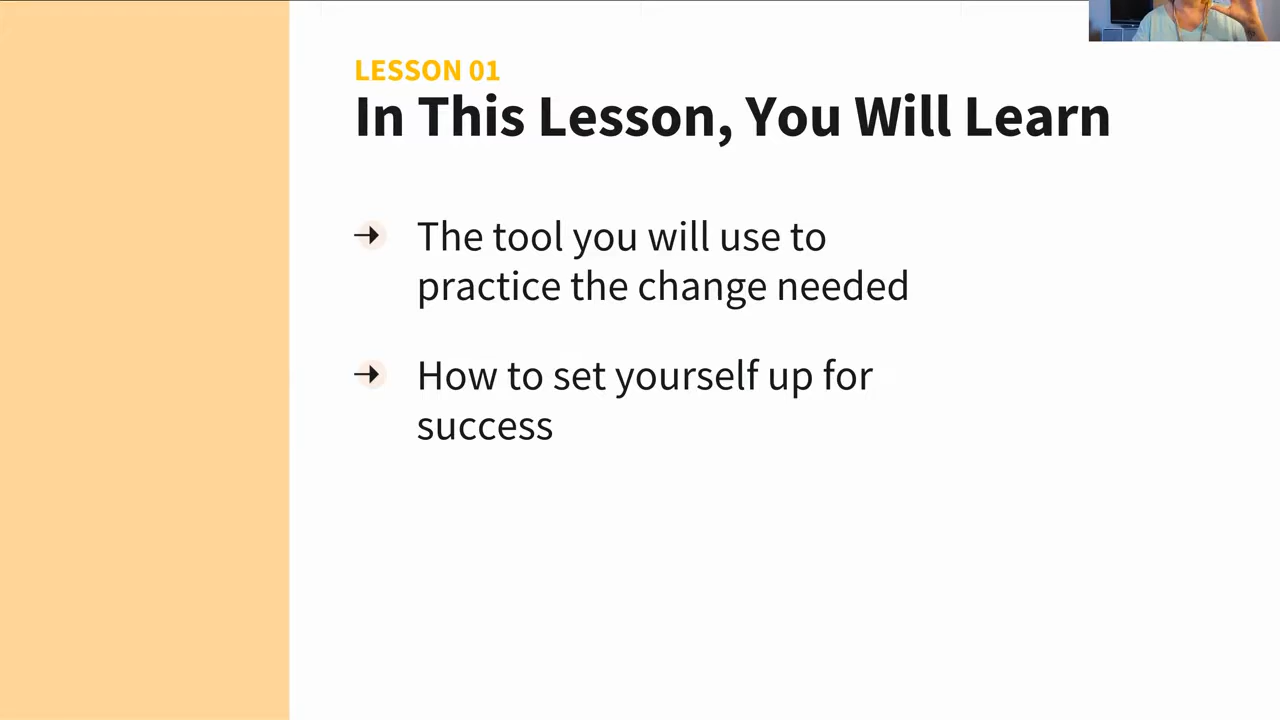 LESSON 01
In This Lesson, You Will Learn
The tool you will use to
practice the change needed
How to set yourself up for
success